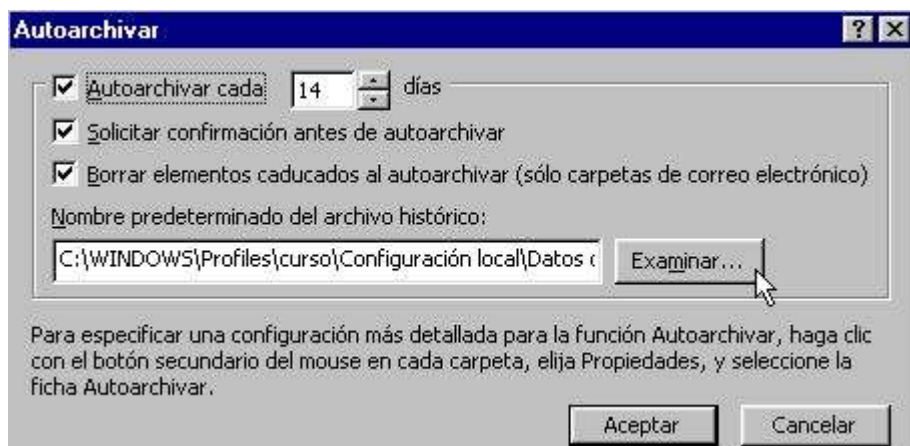 Autoarchivar
Autoarchivar cada 14 días
Solicitar confirmación antes de autoarchivar
Borrar elementos caducados al autoarchivar (sólo carpetas de correo electrónico)
Nombre predeterminado del archivo histórico:
C:\WINDOWS\Profiles\curso\Configuración local\Datos Examinar...
Para especificar una configuración más detallada para la función Autoarchivar, haga clic
con el botón secundario del mouse en cada carpeta, elija Propiedades, y seleccione la
ficha Autoarchivar.
Aceptar Cancelar